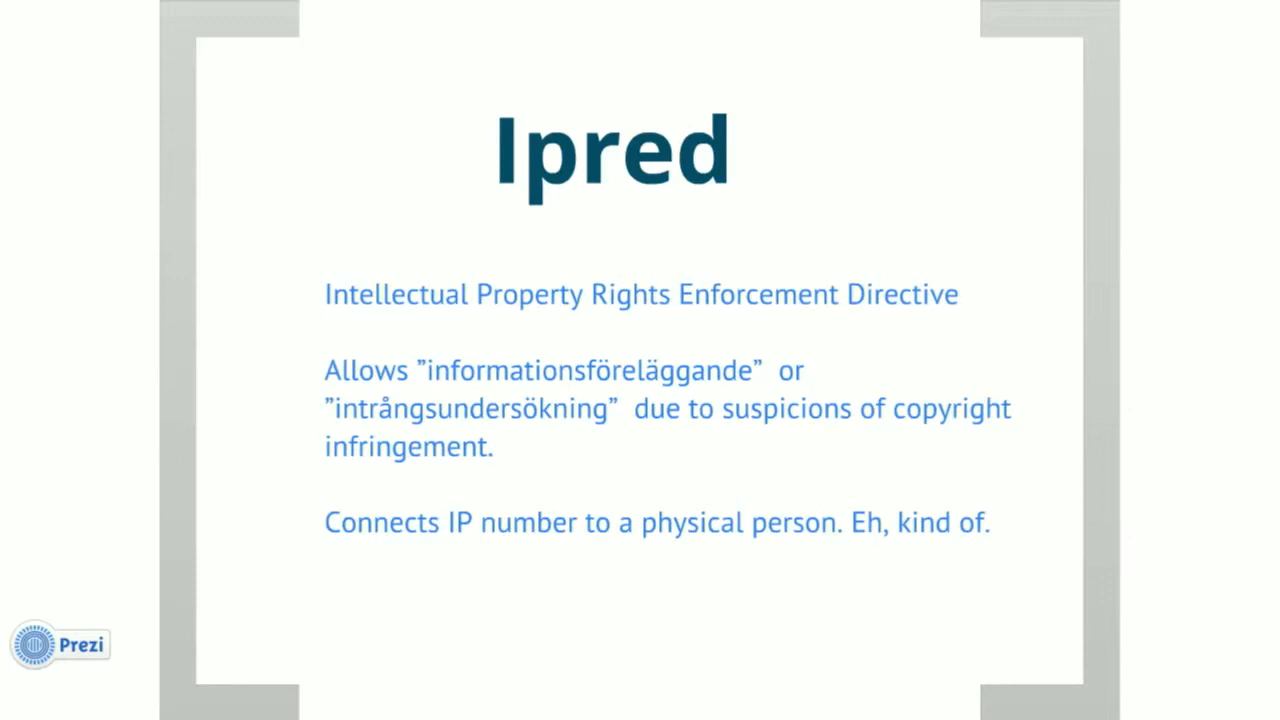 Ipred
Intellectual Property Rights Enforcement Directive
Allows ”informationsföreläggande” or
”intrångsundersökning” due to suspicions of copyright
infringement.
Connects IP number to a physical person. Eh, kind of.
Prezi